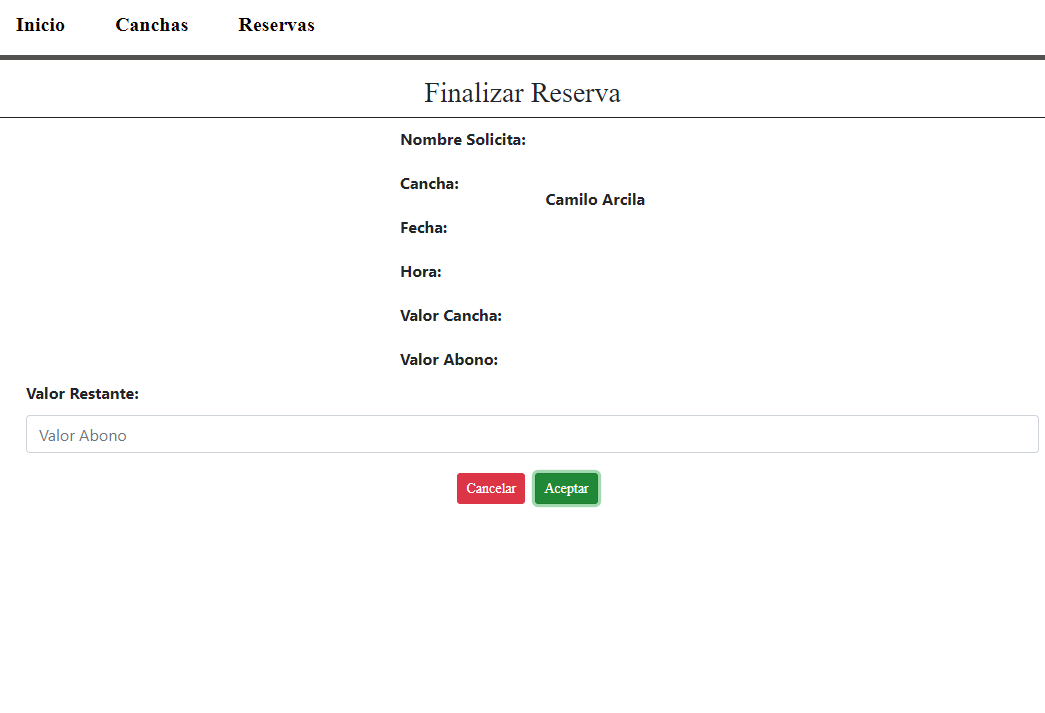 Inicio Canchas Reservas
Finalizar Reserva
Nombre Solicita:
Cancha:
Camilo Arcila
Fecha:
Hora:
Valor Cancha:
Valor Abono:
Valor Restante:
Valor Abono
Cancelar Aceptar